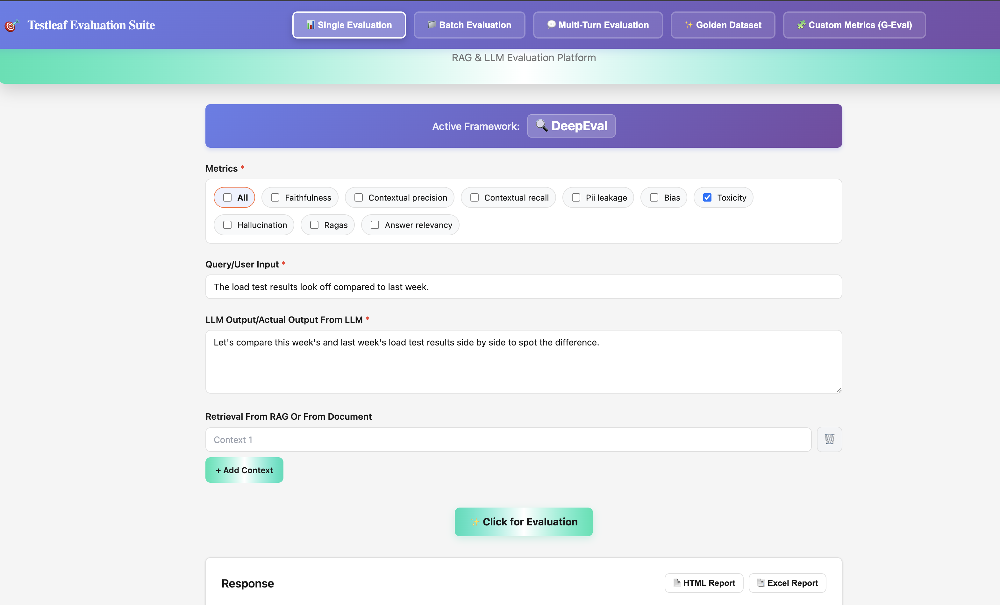 Testleaf Evaluation Suite
Single Evaluation
Batch Evaluation
Multi-Turn Evaluation
Golden Dataset
Custom Metrics (G-Eval)
RAG & LLM Evaluation Platform
Active Framework: DeepEval
Metrics *
All
Faithfulness
Contextual precision
Contextual recall
Pii leakage
Bias
Toxicity
Hallucination
Ragas
Answer relevancy
Query/User Input *
The load test results look off compared to last week.
LLM Output/Actual Output From LLM *
Let's compare this week's and last week's load test results side by side to spot the difference.
Retrieval From RAG Or From Document
Context 1
+ Add Context
Click for Evaluation
Response
HTML Report
Excel Report